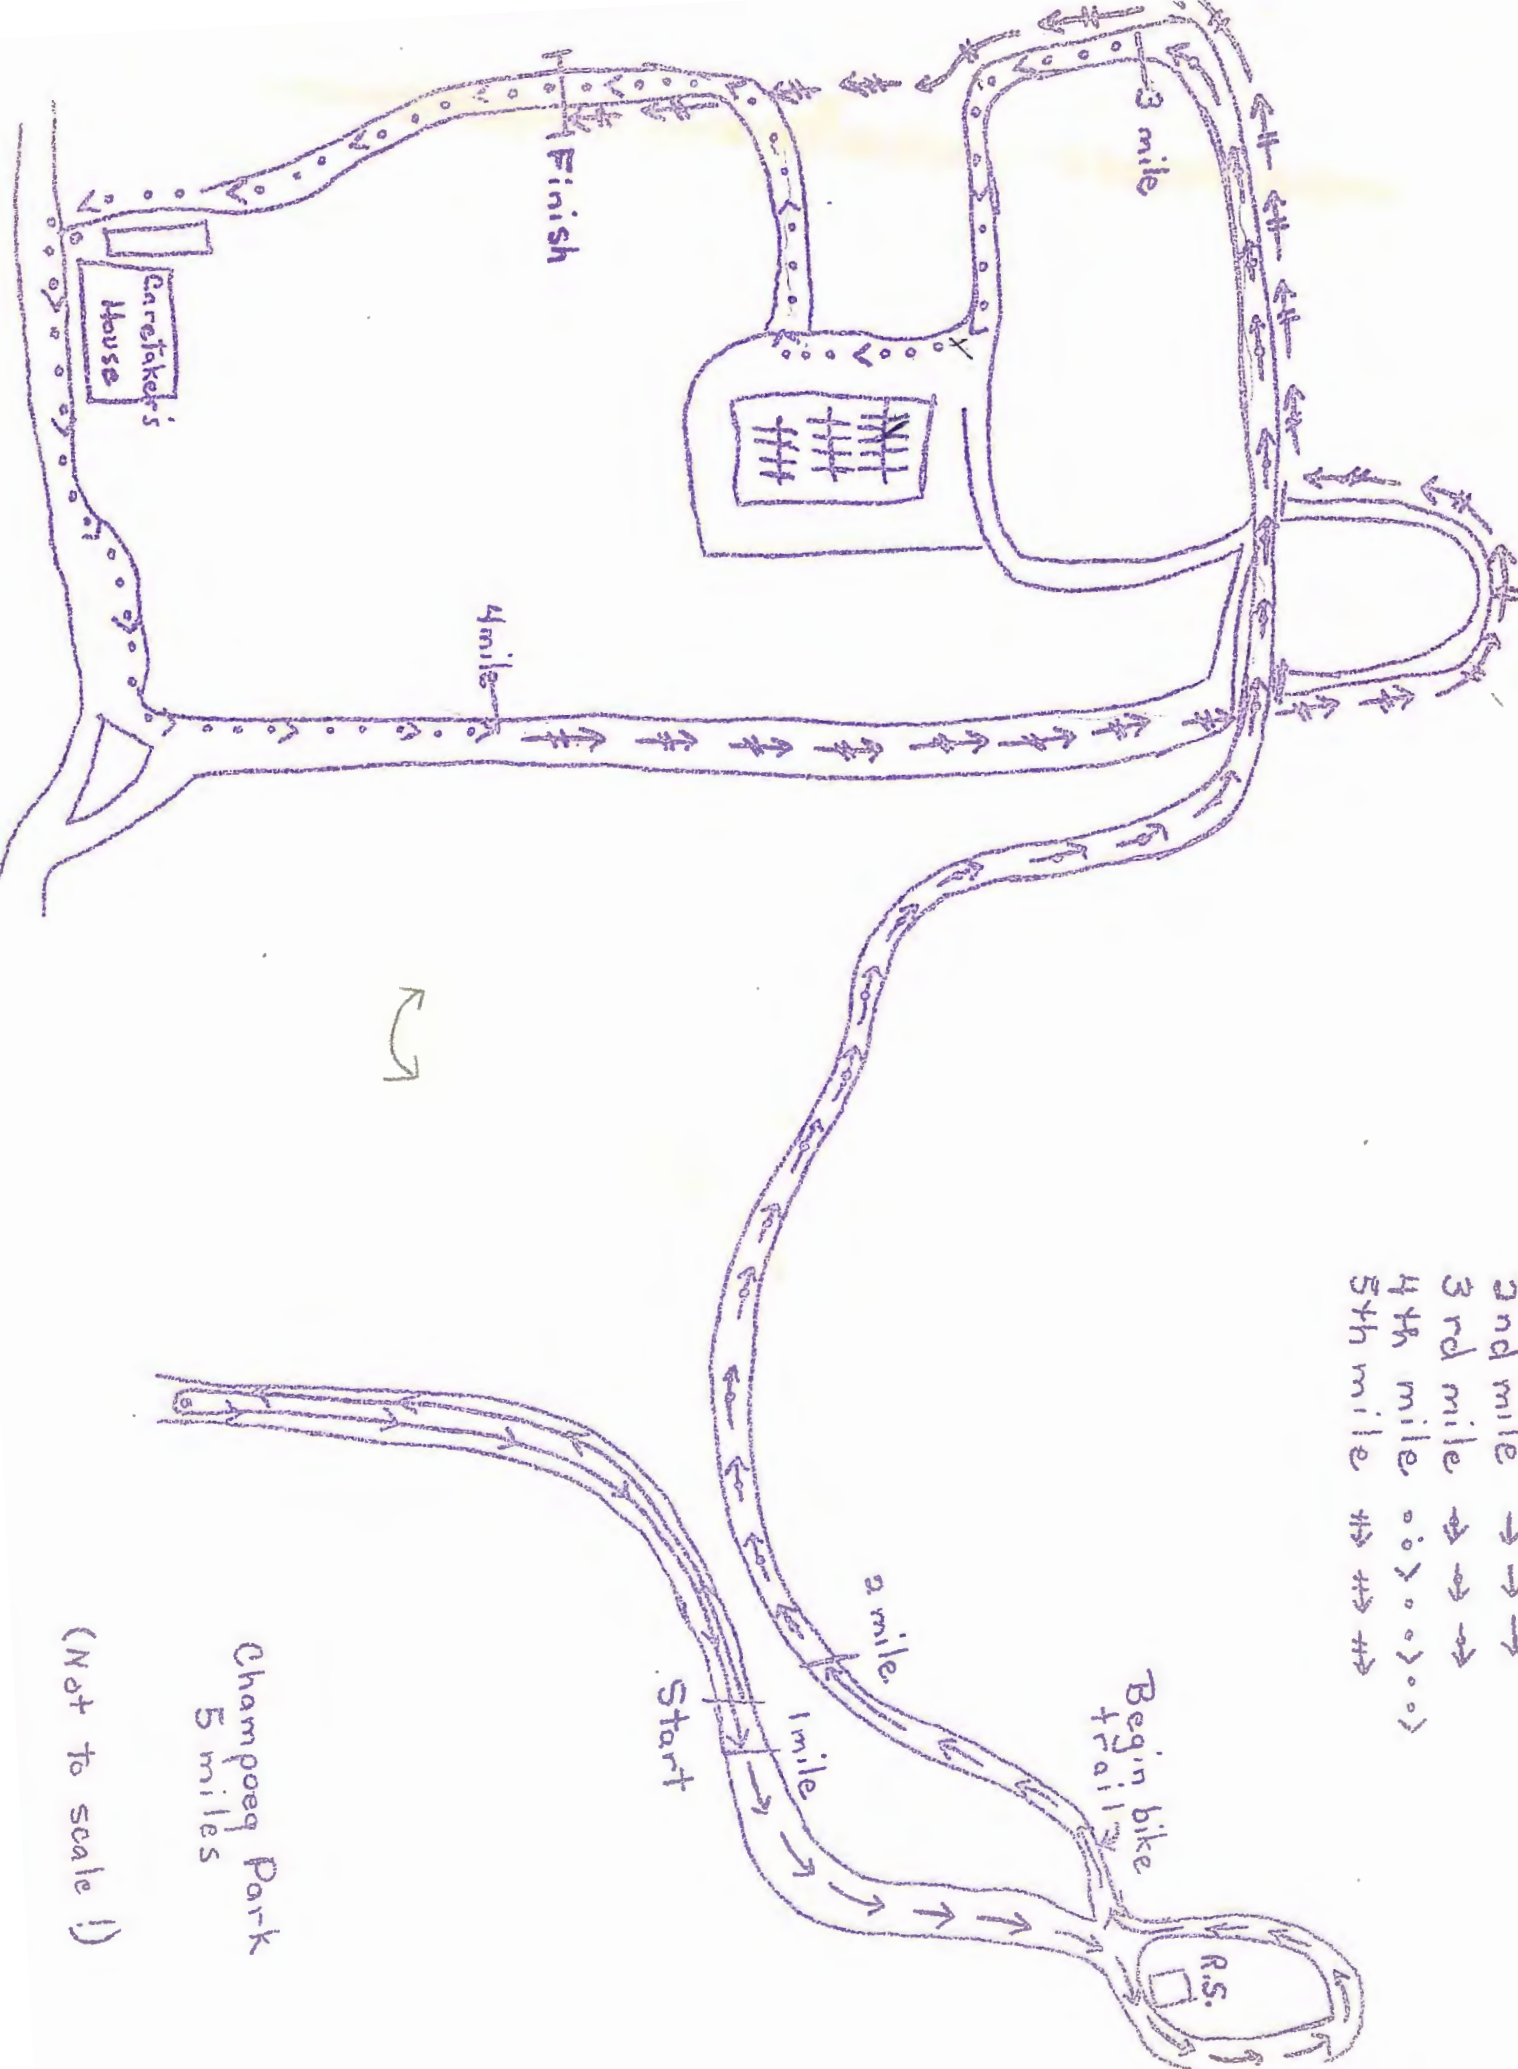 2nd mile
3rd mile
4th mile
5th mile
3 mile
Begin bike
trail
R.S.
2 mile
1 mile
Start
Finish
4 mile
Champoeg Park
5 miles
Caretaker's
House
(Not to scale!)